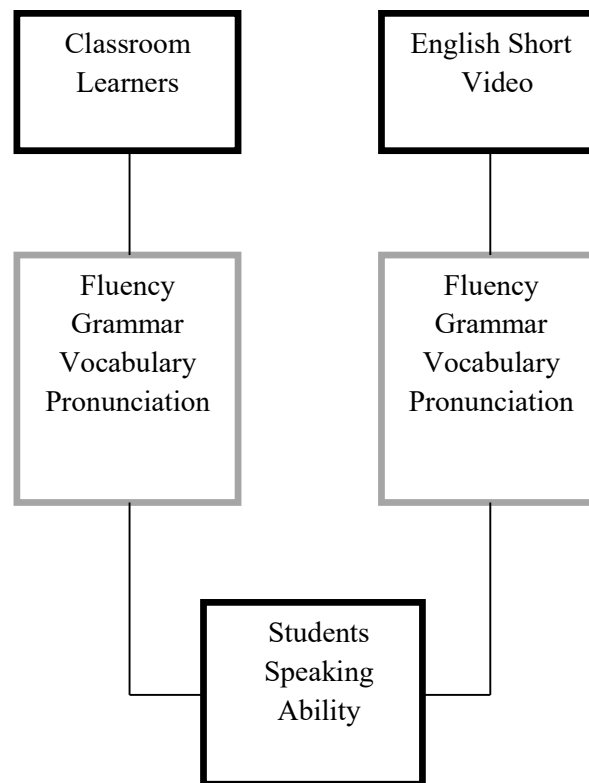 Classroom
Learners
English Short
Video
Fluency
Grammar
Vocabulary
Pronunciation
Fluency
Grammar
Vocabulary
Pronunciation
Students
Speaking
Ability